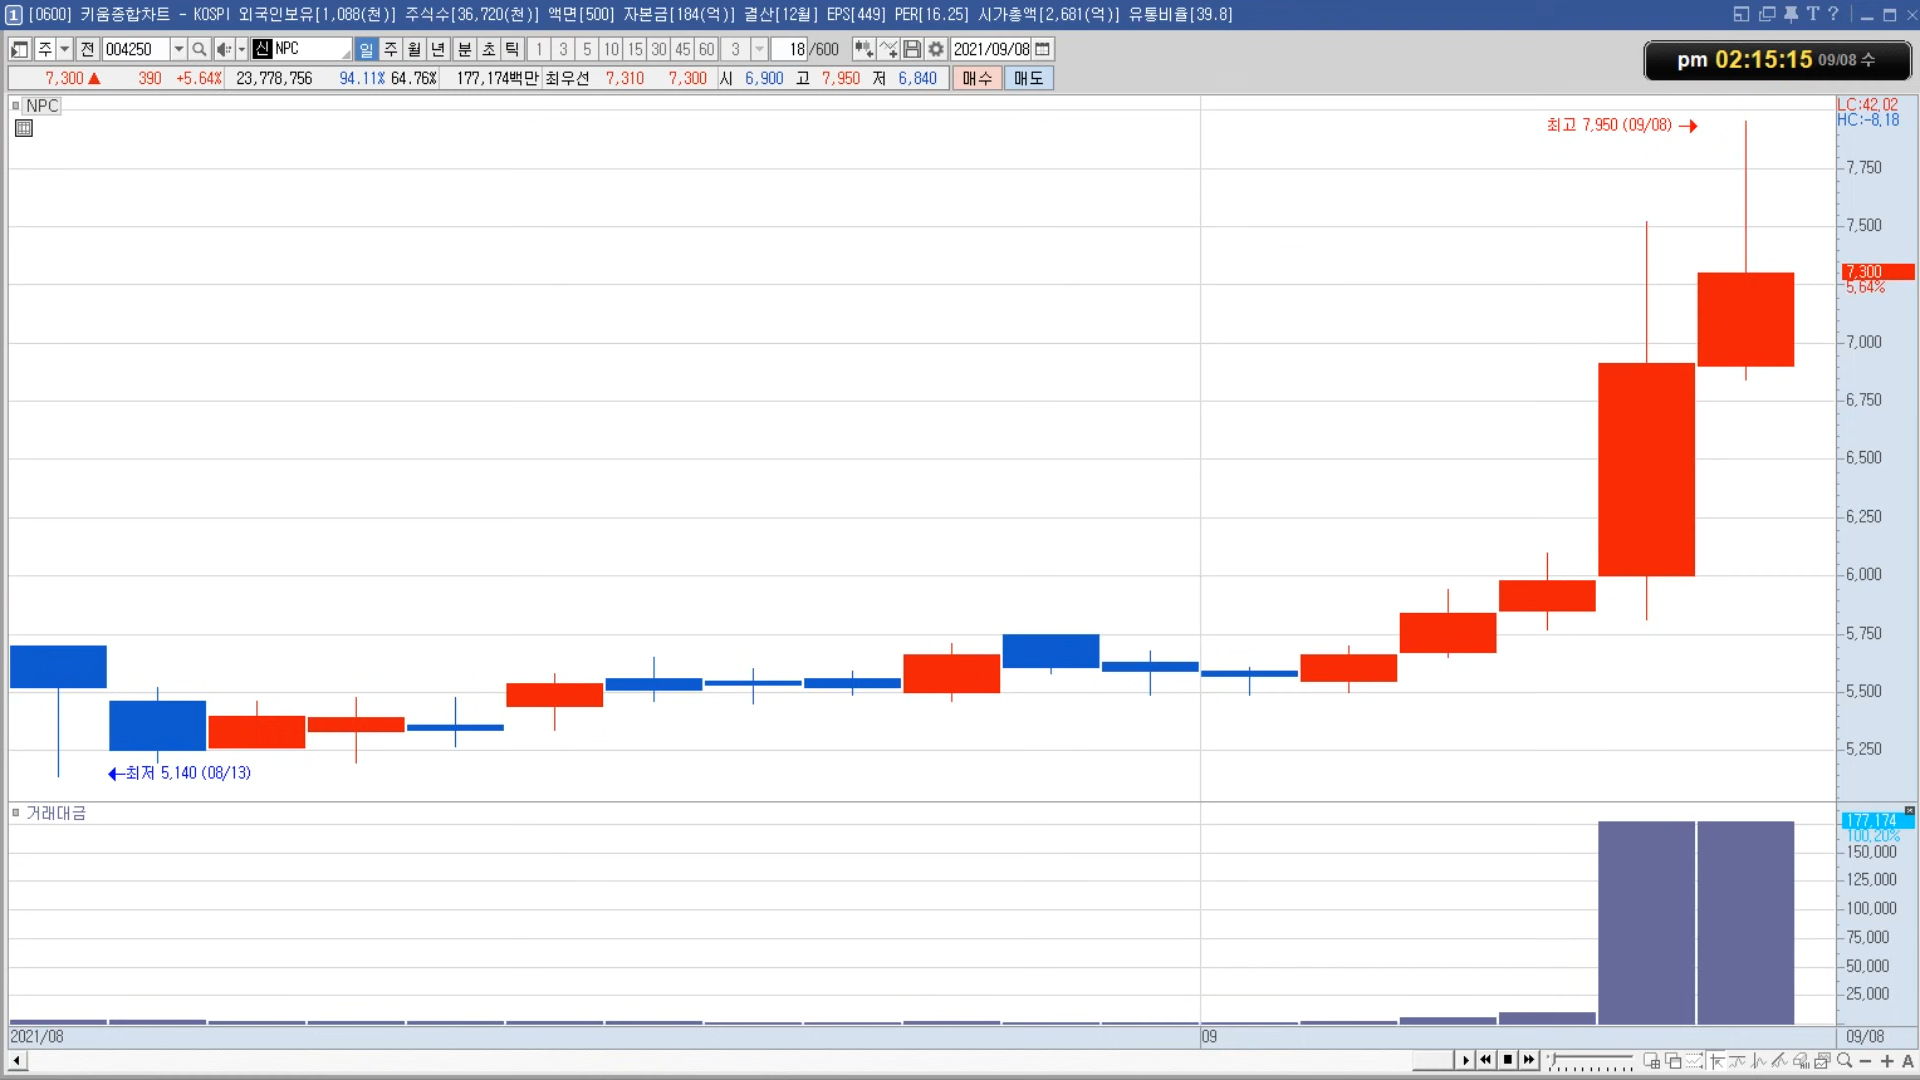 1 [0600] 키움종합차트 - KOSPI 외국인보유[1,088(천)] 주식수[36,720(천)] 액면[500] 자본금[184(억)] 결산[12월] EPS[449] PER[16.25] 시가총액[2,681(억)] 유통비율[39.8] T ?
주 전 004250 신 NPC 일 주 월 년 분 초 틱 1 3 5 10 15 30 45 60 3 18 /600 2021/09/08
pm 02:15:15 09/08 수
7,300 ▲ 390 +5.64% 23,778,756 94.11% 64.76% 177,174백만 최우선 7,310 7,300 시 6,900 고 7,950 저 6,840 매수 매도
NPC
LC:42.02
HC:-8.18
최고 7,950 (09/08) →
7,750
7,500
7,300
5.64%
7,000
6,750
6,500
6,250
6,000
5,750
5,500
5,250
←최저 5,140 (08/13)
거래대금
177,174
100.20%
150,000
125,000
100,000
75,000
50,000
25,000
2021/08 09 09/08
A